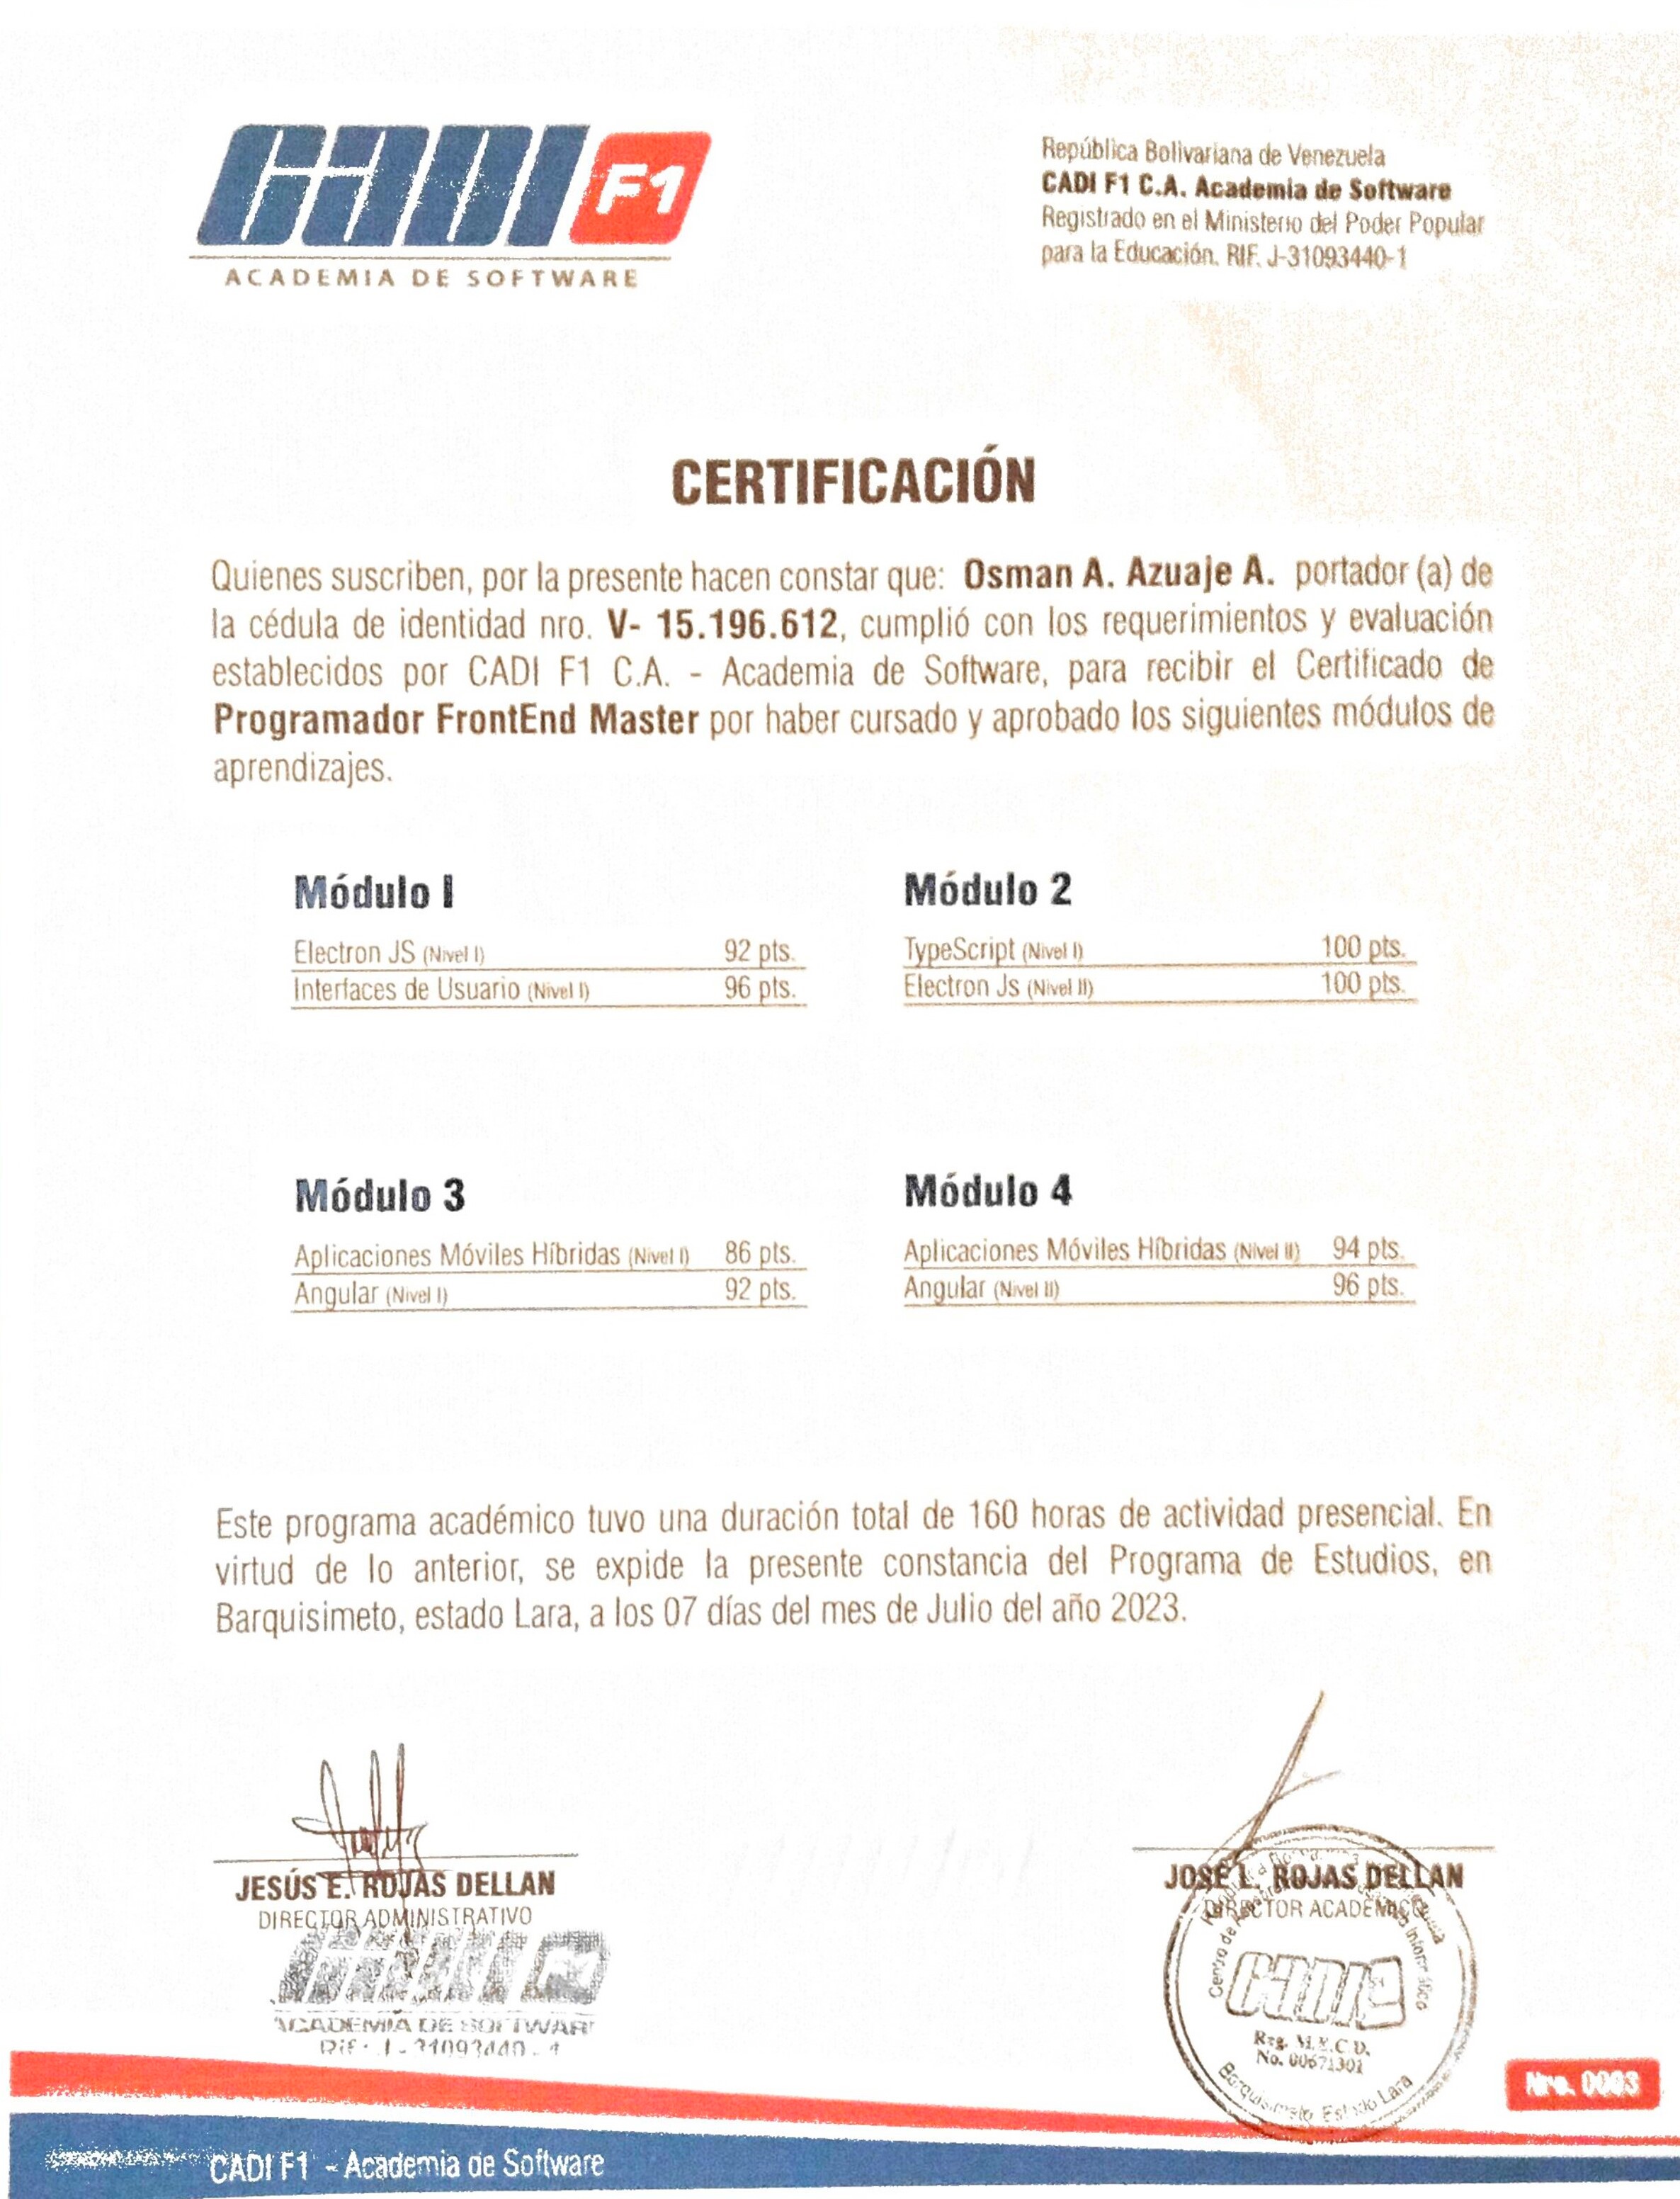 CADI F1
ACADEMIA DE SOFTWARE
República Bolivariana de Venezuela
CADI F1 C.A. Academia de Software
Registrado en el Ministerio del Poder Popular
para la Educación. RIF. J-31093440-1
CERTIFICACIÓN
Quienes suscriben, por la presente hacen constar que: Osman A. Azuaje A. portador (a) de
la cédula de identidad nro. V- 15.196.612, cumplió con los requerimientos y evaluación
establecidos por CADI F1 C.A. - Academia de Software, para recibir el Certificado de
Programador FrontEnd Master por haber cursado y aprobado los siguientes módulos de
aprendizajes.
Módulo I
Electron JS (Nivel I) 92 pts.
Interfaces de Usuario (Nivel I) 96 pts.
Módulo 2
TypeScript (Nivel I) 100 pts.
Electron Js (Nivel II) 100 pts.
Módulo 3
Aplicaciones Móviles Híbridas (Nivel I) 86 pts.
Angular (Nivel I) 92 pts.
Módulo 4
Aplicaciones Móviles Híbridas (Nivel II) 94 pts.
Angular (Nivel II) 96 pts.
Este programa académico tuvo una duración total de 160 horas de actividad presencial. En
virtud de lo anterior, se expide la presente constancia del Programa de Estudios, en
Barquisimeto, estado Lara, a los 07 días del mes de Julio del año 2023.
JESÚS E. ROJAS DELLAN
DIRECTOR ADMINISTRATIVO
CADI F1
ACADEMIA DE SOFTWAR
RIF: J - 31093440 - 1
JOSÉ L. ROJAS DELLAN
DIRECTOR ACADÉMICO
Centro de
CADI
Reg. M.E.C.D.
No. 00671301
Barquisimeto Estado Lara
Nro. 0003
CADI F1 - Academia de Software